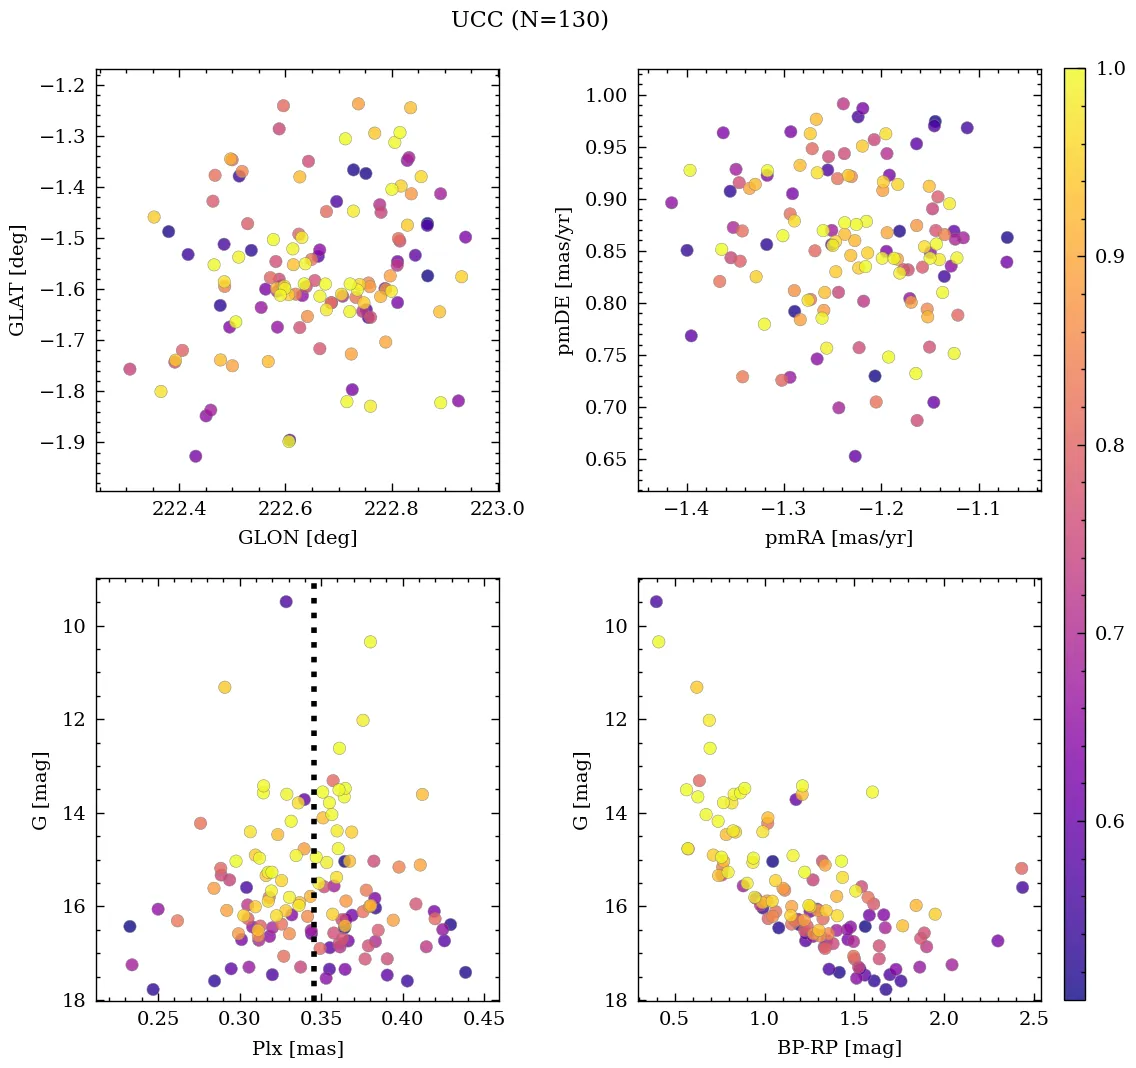 UCC (N=130)
−1.2
−1.3
−1.4
−1.5
−1.6
−1.7
−1.8
−1.9
GLAT [deg]
222.4 222.6 222.8 223.0
GLON [deg]
1.00
0.95
0.90
0.85
0.80
0.75
0.70
0.65
pmDE [mas/yr]
−1.4 −1.3 −1.2 −1.1
pmRA [mas/yr]
1.0
0.9
0.8
0.7
0.6
10
12
14
16
18
G [mag]
0.25 0.30 0.35 0.40 0.45
Plx [mas]
10
12
14
16
18
G [mag]
0.5 1.0 1.5 2.0 2.5
BP-RP [mag]